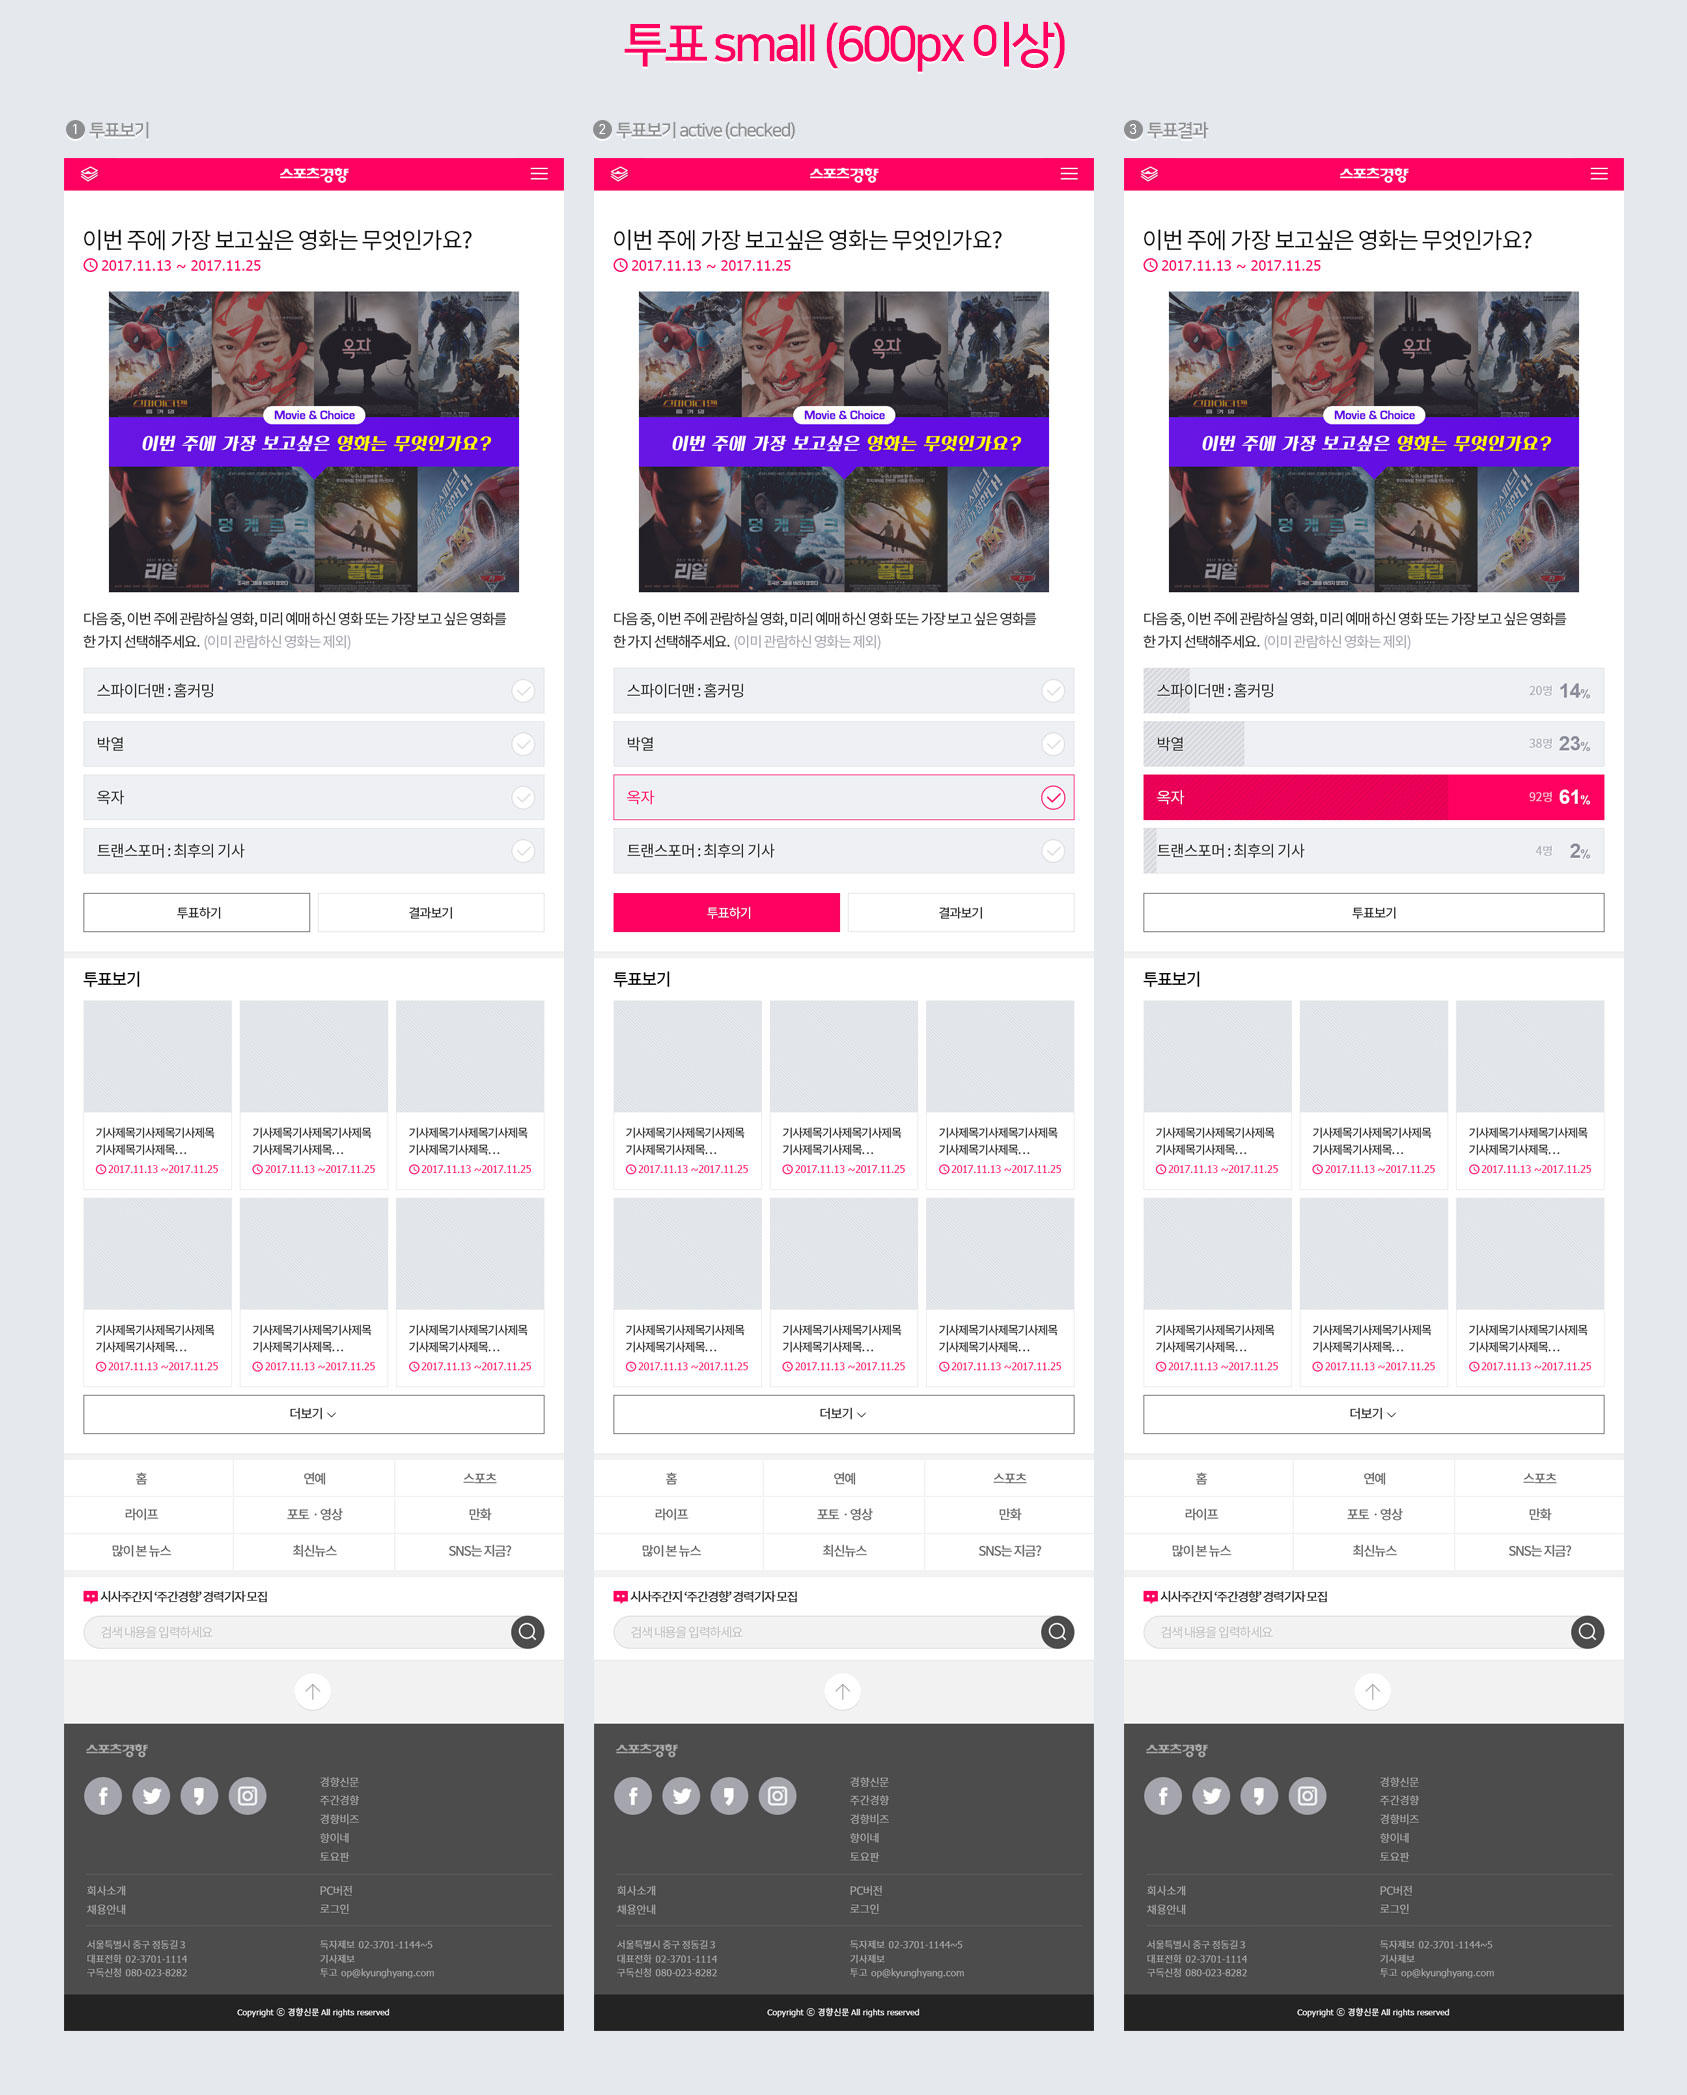 투표 small (600px 이상)
1 투표보기
스포츠경향
이번 주에 가장 보고싶은 영화는 무엇인가요?
2017.11.13 ~ 2017.11.25
옥자
Movie & Choice
이번 주에 가장 보고싶은 영화는 무엇인가요?
리얼
덩케르크
플립
다음 중, 이번 주에 관람하실 영화, 미리 예매 하신 영화 또는 가장 보고 싶은 영화를
한 가지 선택해주세요. (이미 관람하신 영화는 제외)
스파이더맨 : 홈커밍
박열
옥자
트랜스포머 : 최후의 기사
투표하기 결과보기
투표보기
기사제목기사제목기사제목 기사제목기사제목기사제목 기사제목기사제목기사제목
기사제목기사제목... 기사제목기사제목... 기사제목기사제목...
2017.11.13 ~2017.11.25 2017.11.13 ~2017.11.25 2017.11.13 ~2017.11.25
기사제목기사제목기사제목 기사제목기사제목기사제목 기사제목기사제목기사제목
기사제목기사제목... 기사제목기사제목... 기사제목기사제목...
2017.11.13 ~2017.11.25 2017.11.13 ~2017.11.25 2017.11.13 ~2017.11.25
더보기
홈 연예 스포츠
라이프 포토 · 영상 만화
많이 본 뉴스 최신뉴스 SNS는 지금?
시사주간지 ‘주간경향’ 경력기자 모집
검색 내용을 입력하세요
스포츠경향
경향신문
주간경향
경향비즈
향이네
토요판
회사소개 PC버전
채용안내 로그인
서울특별시 중구 정동길 3 독자제보 02-3701-1144~5
대표전화 02-3701-1114 기사제보
구독신청 080-023-8282 투고 op@kyunghyang.com
Copyright ⓒ 경향신문 All rights reserved
2 투표보기 active (checked)
스포츠경향
이번 주에 가장 보고싶은 영화는 무엇인가요?
2017.11.13 ~ 2017.11.25
옥자
Movie & Choice
이번 주에 가장 보고싶은 영화는 무엇인가요?
리얼
덩케르크
플립
다음 중, 이번 주에 관람하실 영화, 미리 예매 하신 영화 또는 가장 보고 싶은 영화를
한 가지 선택해주세요. (이미 관람하신 영화는 제외)
스파이더맨 : 홈커밍
박열
옥자
트랜스포머 : 최후의 기사
투표하기 결과보기
투표보기
기사제목기사제목기사제목 기사제목기사제목기사제목 기사제목기사제목기사제목
기사제목기사제목... 기사제목기사제목... 기사제목기사제목...
2017.11.13 ~2017.11.25 2017.11.13 ~2017.11.25 2017.11.13 ~2017.11.25
기사제목기사제목기사제목 기사제목기사제목기사제목 기사제목기사제목기사제목
기사제목기사제목... 기사제목기사제목... 기사제목기사제목...
2017.11.13 ~2017.11.25 2017.11.13 ~2017.11.25 2017.11.13 ~2017.11.25
더보기
홈 연예 스포츠
라이프 포토 · 영상 만화
많이 본 뉴스 최신뉴스 SNS는 지금?
시사주간지 ‘주간경향’ 경력기자 모집
검색 내용을 입력하세요
스포츠경향
경향신문
주간경향
경향비즈
향이네
토요판
회사소개 PC버전
채용안내 로그인
서울특별시 중구 정동길 3 독자제보 02-3701-1144~5
대표전화 02-3701-1114 기사제보
구독신청 080-023-8282 투고 op@kyunghyang.com
Copyright ⓒ 경향신문 All rights reserved
3 투표결과
스포츠경향
이번 주에 가장 보고싶은 영화는 무엇인가요?
2017.11.13 ~ 2017.11.25
옥자
Movie & Choice
이번 주에 가장 보고싶은 영화는 무엇인가요?
리얼
덩케르크
플립
다음 중, 이번 주에 관람하실 영화, 미리 예매 하신 영화 또는 가장 보고 싶은 영화를
한 가지 선택해주세요. (이미 관람하신 영화는 제외)
스파이더맨 : 홈커밍 20명 14%
박열 38명 23%
옥자 92명 61%
트랜스포머 : 최후의 기사 4명 2%
투표보기
투표보기
기사제목기사제목기사제목 기사제목기사제목기사제목 기사제목기사제목기사제목
기사제목기사제목... 기사제목기사제목... 기사제목기사제목...
2017.11.13 ~2017.11.25 2017.11.13 ~2017.11.25 2017.11.13 ~2017.11.25
기사제목기사제목기사제목 기사제목기사제목기사제목 기사제목기사제목기사제목
기사제목기사제목... 기사제목기사제목... 기사제목기사제목...
2017.11.13 ~2017.11.25 2017.11.13 ~2017.11.25 2017.11.13 ~2017.11.25
더보기
홈 연예 스포츠
라이프 포토 · 영상 만화
많이 본 뉴스 최신뉴스 SNS는 지금?
시사주간지 ‘주간경향’ 경력기자 모집
검색 내용을 입력하세요
스포츠경향
경향신문
주간경향
경향비즈
향이네
토요판
회사소개 PC버전
채용안내 로그인
서울특별시 중구 정동길 3 독자제보 02-3701-1144~5
대표전화 02-3701-1114 기사제보
구독신청 080-023-8282 투고 op@kyunghyang.com
Copyright ⓒ 경향신문 All rights reserved